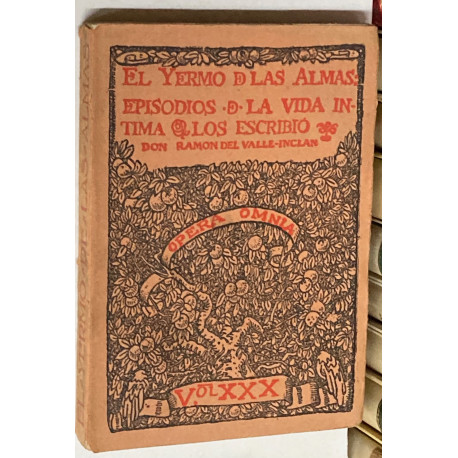 EL YERMO D LAS ALMAS:
EPISODIOS · D · LA VIDA IN-
TIMA Q LOS ESCRIBIÓ
DON RAMON DEL VALLE-INCLAN
OPERA OMNIA
VOL XXX